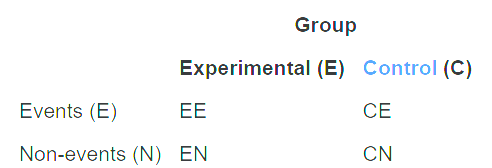 Group
Experimental (E) Control (C)
Events (E) EE CE
Non-events (N) EN CN